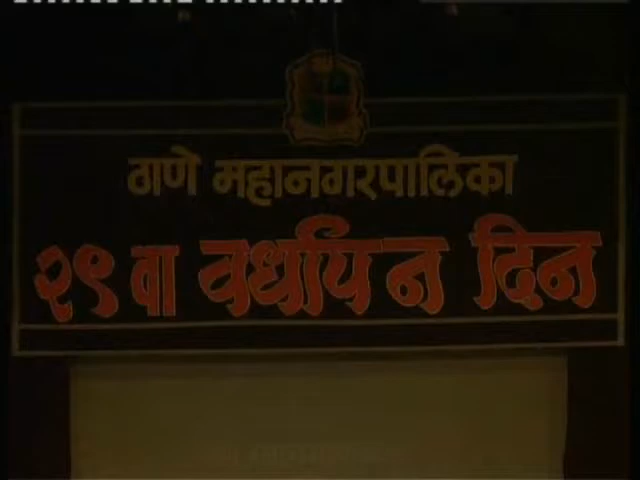 ठाणे महानगरपालिका
२९ वा वर्धापन दिन